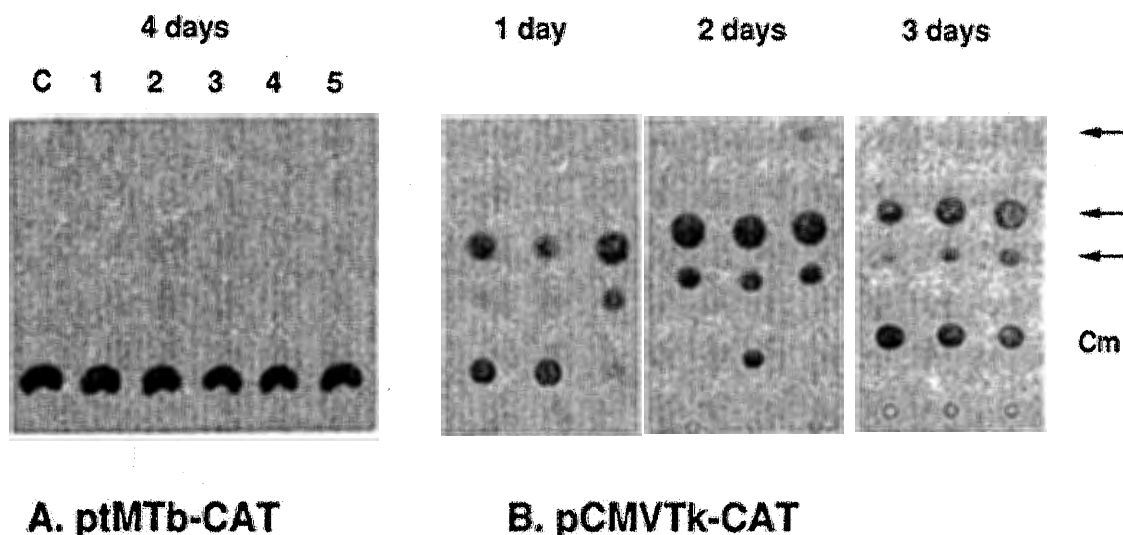 4 days 1 day 2 days 3 days
C 1 2 3 4 5
Cm
A. ptMTb-CAT B. pCMVTk-CAT